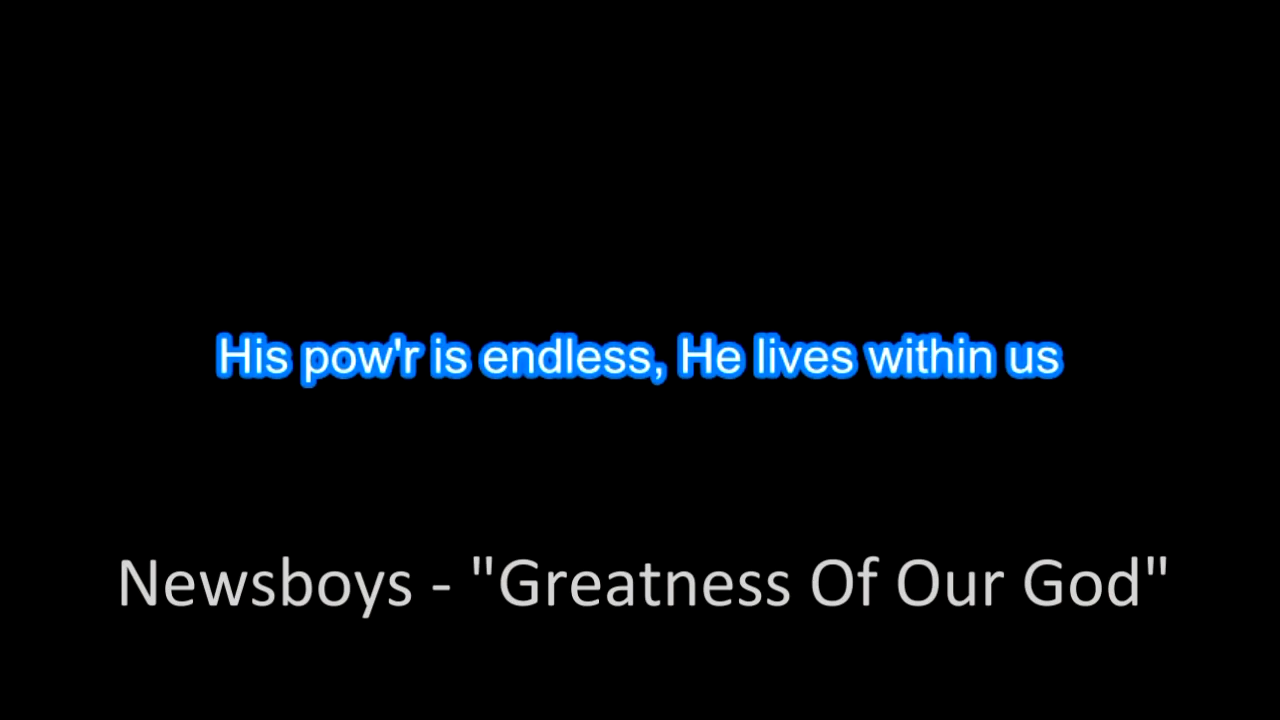 His pow'r is endless, He lives within us
Newsboys - "Greatness Of Our God"